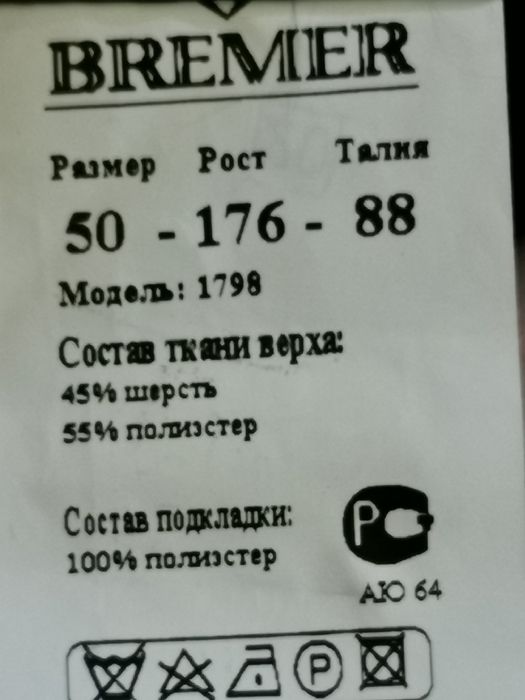 BREMER
Размер Рост Талия
50 - 176 - 88
Модель: 1798
Состав ткани верха:
45% шерсть
55% полиэстер
Состав подкладки:
100% полиэстер
Р
АЮ 64
P